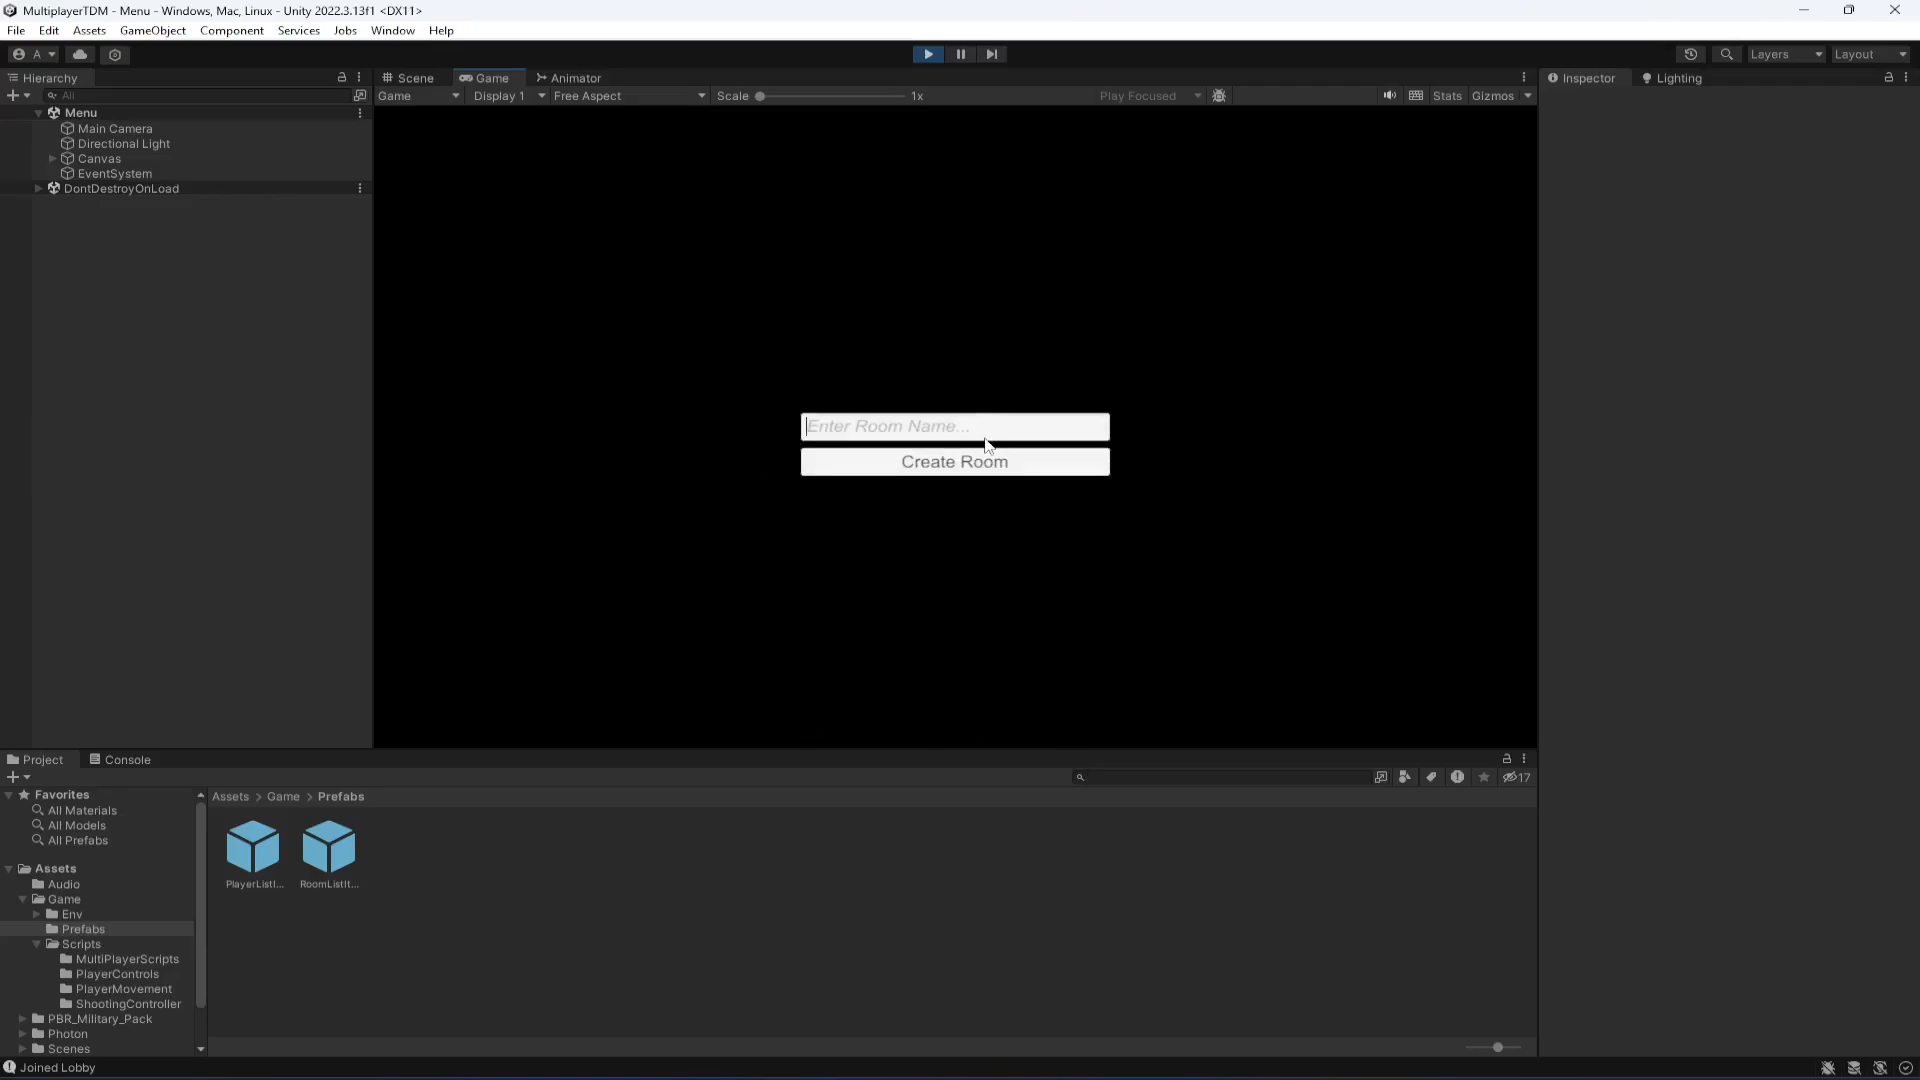 MultiplayerTDM - Menu - Windows, Mac, Linux - Unity 2022.3.13f1 <DX11>
File Edit Assets GameObject Component Services Jobs Window Help
A Layers Layout
Hierarchy Scene Game Animator Inspector Lighting
All Game Display 1 Free Aspect Scale 1x Play Focused Stats Gizmos
Menu
Main Camera
Directional Light
Canvas
EventSystem
DontDestroyOnLoad
Enter Room Name...
Create Room
Project Console
17
Favorites
All Materials
All Models
All Prefabs
Assets > Game > Prefabs
PlayerListI... RoomListIt...
Assets
Audio
Game
Env
Prefabs
Scripts
MultiPlayerScripts
PlayerControls
PlayerMovement
ShootingController
PBR_Military_Pack
Photon
Scenes
Joined Lobby